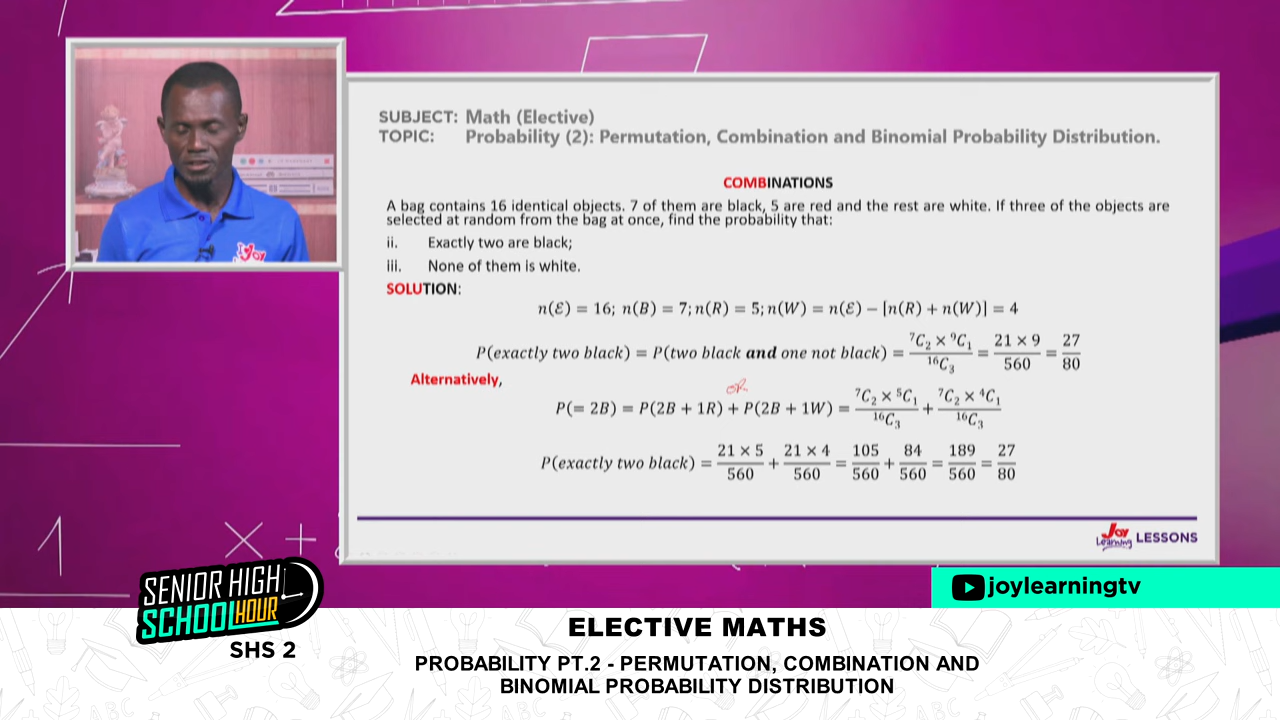 SUBJECT: Math (Elective)
TOPIC: Probability (2): Permutation, Combination and Binomial Probability Distribution.
COMBINATIONS
A bag contains 16 identical objects. 7 of them are black, 5 are red and the rest are white. If three of the objects are
selected at random from the bag at once, find the probability that:
ii. Exactly two are black;
iii. None of them is white.
SOLUTION:
n(ℰ) = 16; n(B) = 7; n(R) = 5; n(W) = n(ℰ) − [n(R) + n(W)] = 4
P(exactly two black) = P(two black and one not black) = (⁷C₂ × ⁹C₁)/¹⁶C₃ = (21 × 9)/560 = 27/80
Alternatively,
OR
P(= 2B) = P(2B + 1R) + P(2B + 1W) = (⁷C₂ × ⁵C₁)/¹⁶C₃ + (⁷C₂ × ⁴C₁)/¹⁶C₃
P(exactly two black) = (21 × 5)/560 + (21 × 4)/560 = 105/560 + 84/560 = 189/560 = 27/80
Joy Learning LESSONS
joylearningtv
SENIOR HIGH
SCHOOL HOUR
SHS 2
ELECTIVE MATHS
PROBABILITY PT.2 - PERMUTATION, COMBINATION AND
BINOMIAL PROBABILITY DISTRIBUTION